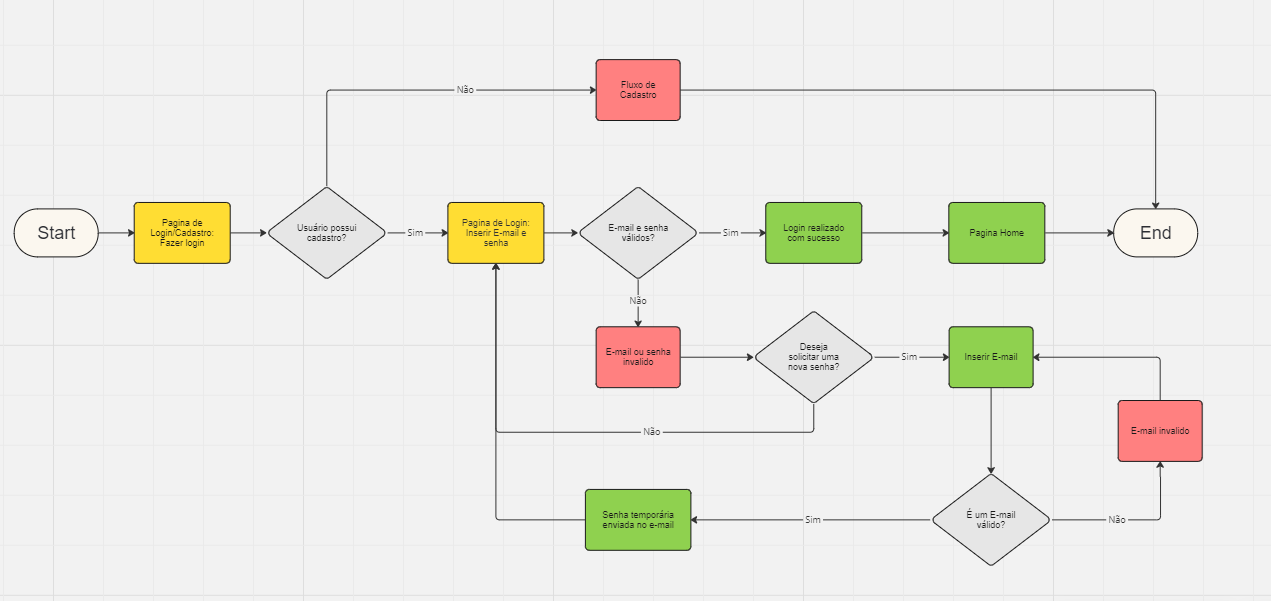 Não
Fluxo de
Cadastro
Start
Pagina de
Login/Cadastro:
Fazer login
Usuário possui
cadastro?
Sim
Pagina de Login:
Inserir E-mail e
senha
E-mail e senha
válidos?
Sim
Login realizado
com sucesso
Pagina Home
End
Não
E-mail ou senha
invalido
Deseja
solicitar uma
nova senha?
Sim
Inserir E-mail
Não
E-mail invalido
Senha temporária
enviada no e-mail
Sim
É um E-mail
válido?
Não